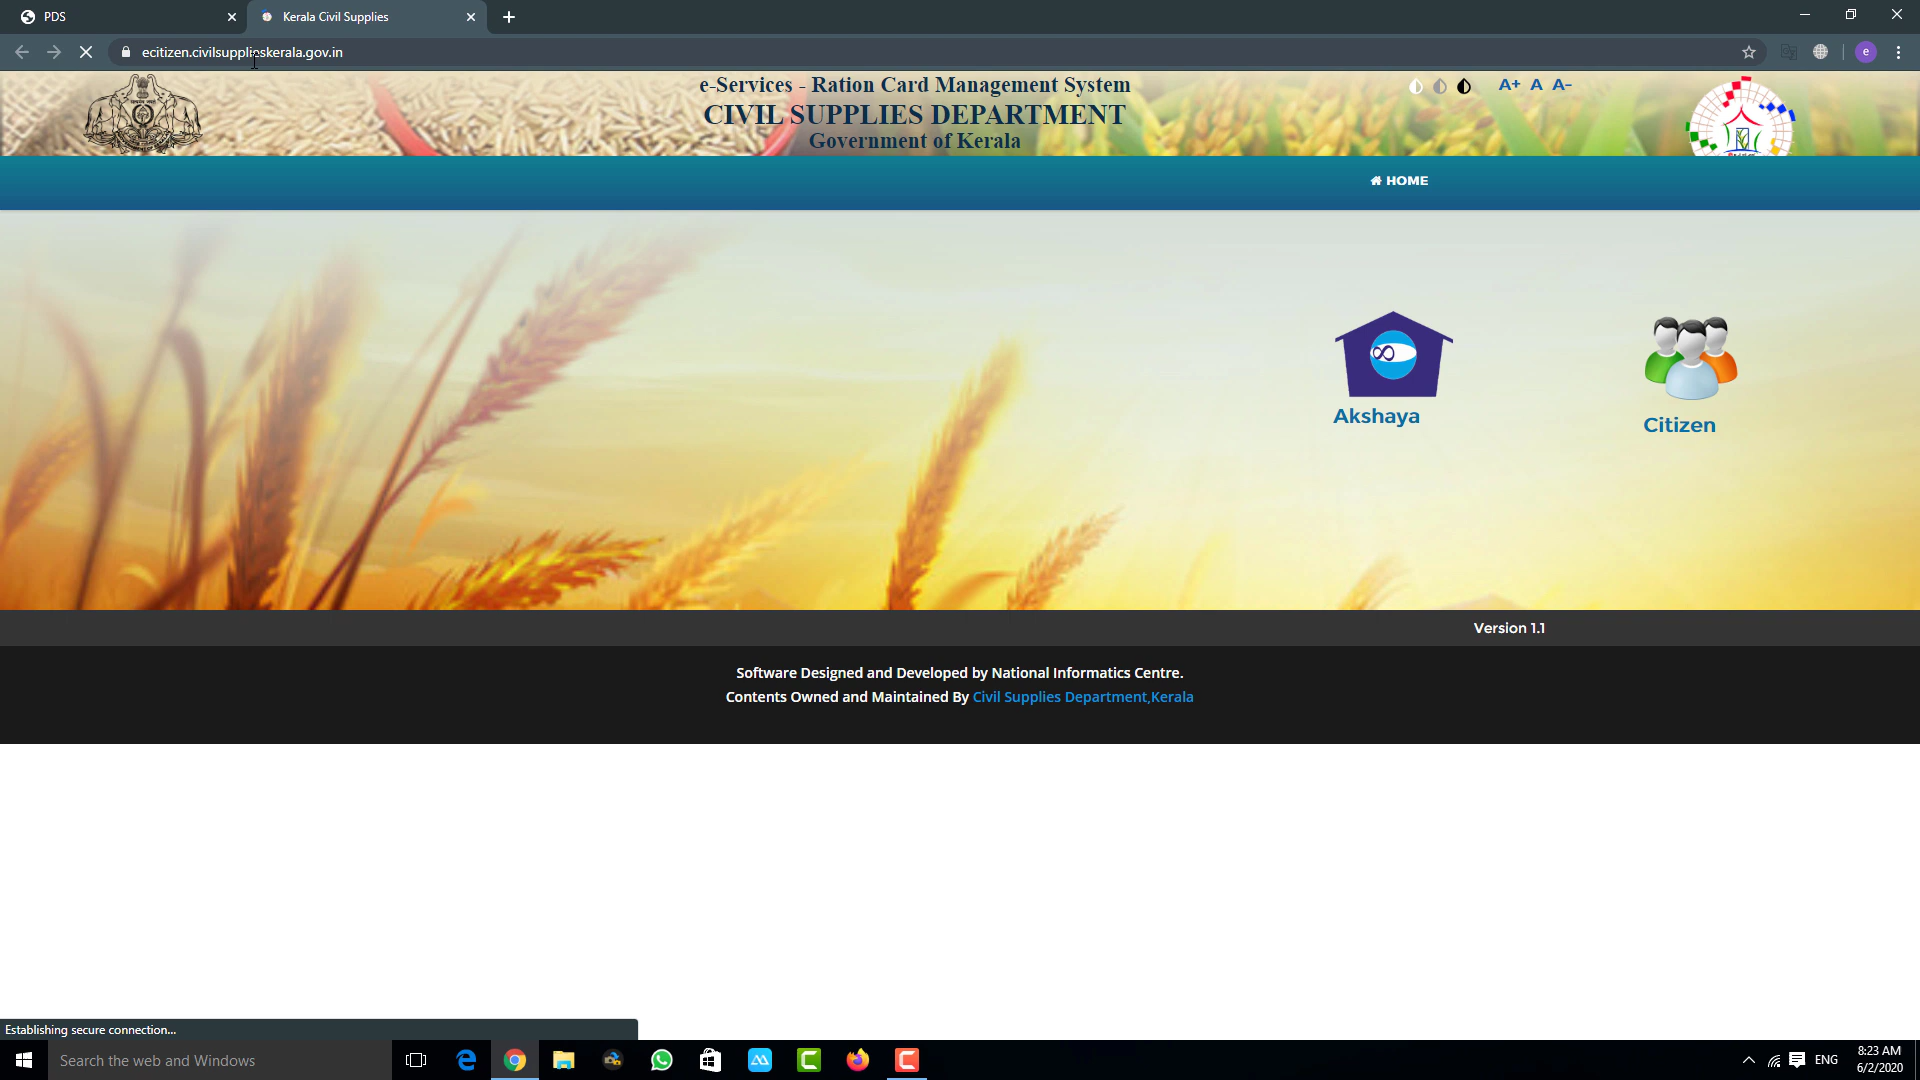 PDS
Kerala Civil Supplies
ecitizen.civilsupplieskerala.gov.in
e
e-Services - Ration Card Management System
CIVIL SUPPLIES DEPARTMENT
Government of Kerala
A+ A A-
HOME
Akshaya
Citizen
Version 1.1
Software Designed and Developed by National Informatics Centre.
Contents Owned and Maintained By Civil Supplies Department,Kerala
Establishing secure connection...
Search the web and Windows
ENG
8:23 AM
6/2/2020